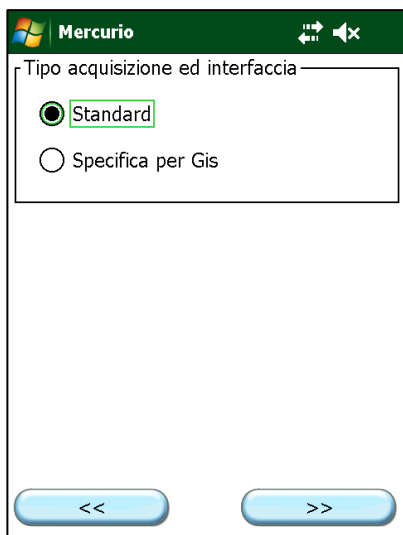 Mercurio
Tipo acquisizione ed interfaccia
Standard
Specifica per Gis
<< >>